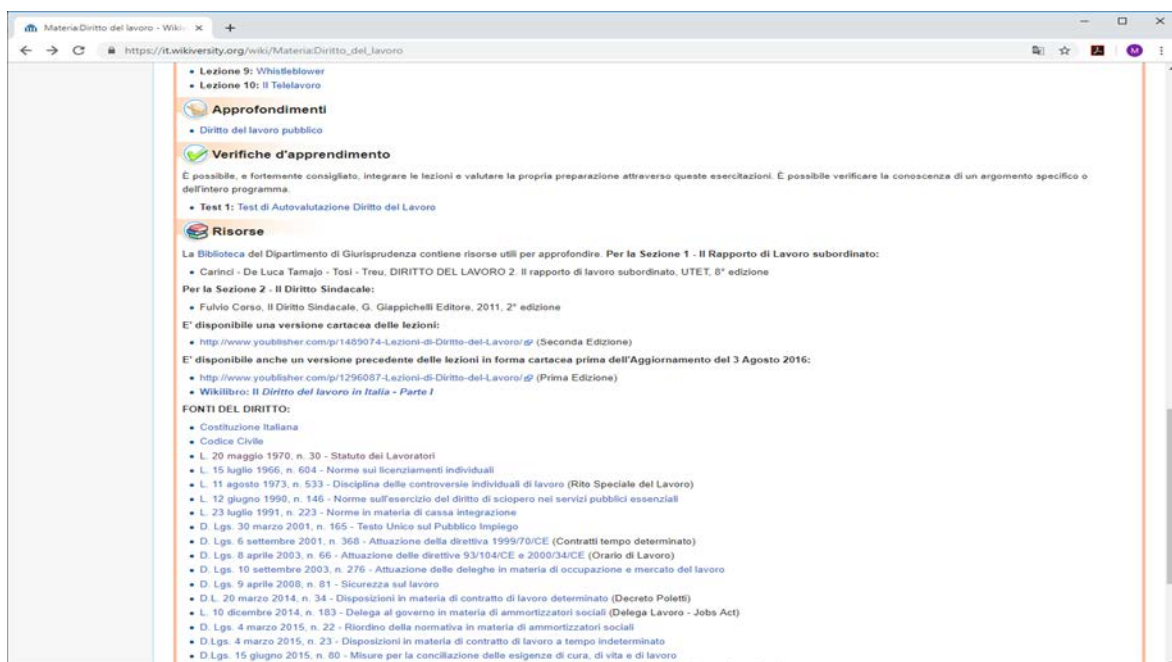 Materia:Diritto del lavoro - Wiki
https://it.wikiversity.org/wiki/Materia:Diritto_del_lavoro
M
• Lezione 9: Whistleblower
• Lezione 10: Il Telelavoro
Approfondimenti
• Diritto del lavoro pubblico
Verifiche d'apprendimento
È possibile, e fortemente consigliato, integrare le lezioni e valutare la propria preparazione attraverso queste esercitazioni. È possibile verificare la conoscenza di un argomento specifico o
dell'intero programma.
• Test 1: Test di Autovalutazione Diritto del Lavoro
Risorse
La Biblioteca del Dipartimento di Giurisprudenza contiene risorse utili per approfondire. Per la Sezione 1 - Il Rapporto di Lavoro subordinato:
• Carinci - De Luca Tamajo - Tosi - Treu, DIRITTO DEL LAVORO 2. Il rapporto di lavoro subordinato, UTET, 8° edizione
Per la Sezione 2 - Il Diritto Sindacale:
• Fulvio Corso, Il Diritto Sindacale, G. Giappichelli Editore, 2011, 2° edizione
E' disponibile una versione cartacea delle lezioni:
• http://www.youblisher.com/p/1489074-Lezioni-di-Diritto-del-Lavoro/ (Seconda Edizione)
E' disponibile anche un versione precedente delle lezioni in forma cartacea prima dell'Aggiornamento del 3 Agosto 2016:
• http://www.youblisher.com/p/1296087-Lezioni-di-Diritto-del-Lavoro/ (Prima Edizione)
• Wikilibro: Il Diritto del lavoro in Italia - Parte I
FONTI DEL DIRITTO:
• Costituzione Italiana
• Codice Civile
• L. 20 maggio 1970, n. 30 - Statuto dei Lavoratori
• L. 15 luglio 1966, n. 604 - Norme sui licenziamenti individuali
• L. 11 agosto 1973, n. 533 - Disciplina delle controversie individuali di lavoro (Rito Speciale del Lavoro)
• L. 12 giugno 1990, n. 146 - Norme sull'esercizio del diritto di sciopero nei servizi pubblici essenziali
• L. 23 luglio 1991, n. 223 - Norme in materia di cassa integrazione
• D. Lgs. 30 marzo 2001, n. 165 - Testo Unico sul Pubblico Impiego
• D. Lgs. 6 settembre 2001, n. 368 - Attuazione della direttiva 1999/70/CE (Contratti tempo determinato)
• D. Lgs. 8 aprile 2003, n. 66 - Attuazione delle direttive 93/104/CE e 2000/34/CE (Orario di Lavoro)
• D. Lgs. 10 settembre 2003, n. 276 - Attuazione delle deleghe in materia di occupazione e mercato del lavoro
• D. Lgs. 9 aprile 2008, n. 81 - Sicurezza sul lavoro
• D.L. 20 marzo 2014, n. 34 - Disposizioni in materia di contratto di lavoro determinato (Decreto Poletti)
• L. 10 dicembre 2014, n. 183 - Delega al governo in materia di ammortizzatori sociali (Delega Lavoro - Jobs Act)
• D. Lgs. 4 marzo 2015, n. 22 - Riordino della normativa in materia di ammortizzatori sociali
• D.Lgs. 4 marzo 2015, n. 23 - Disposizioni in materia di contratto di lavoro a tempo indeterminato
• D.Lgs. 15 giugno 2015, n. 80 - Misure per la conciliazione delle esigenze di cura, di vita e di lavoro